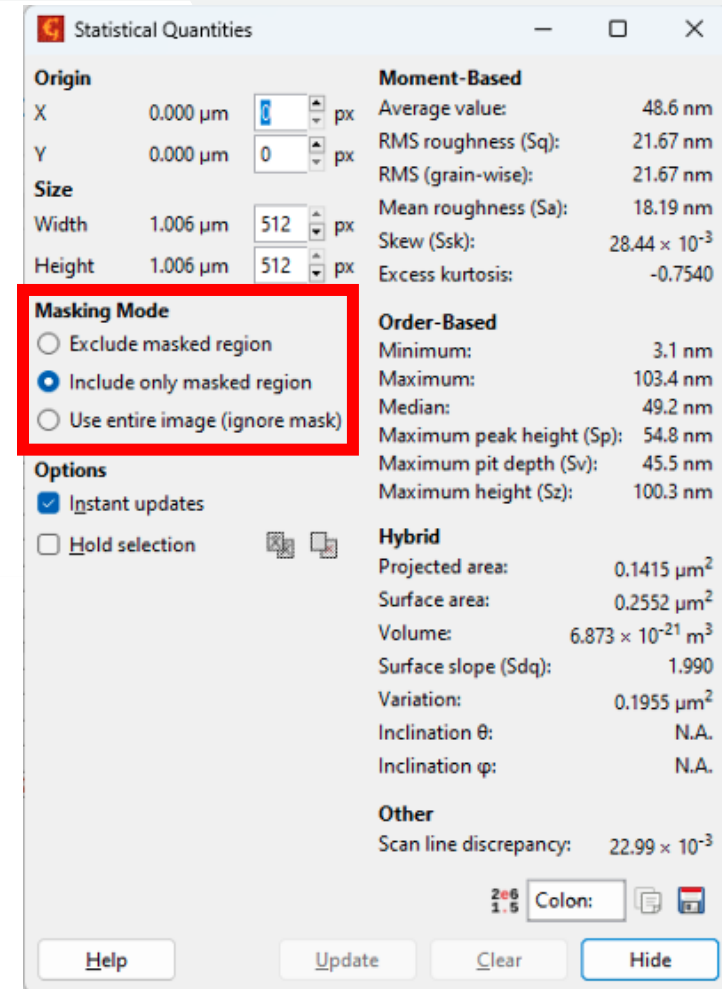 Statistical Quantities
Origin
X 0.000 µm 0 px
Y 0.000 µm 0 px
Size
Width 1.006 µm 512 px
Height 1.006 µm 512 px
Masking Mode
Exclude masked region
Include only masked region
Use entire image (ignore mask)
Options
Instant updates
Hold selection
Moment-Based
Average value: 48.6 nm
RMS roughness (Sq): 21.67 nm
RMS (grain-wise): 21.67 nm
Mean roughness (Sa): 18.19 nm
Skew (Ssk): 28.44 × 10⁻³
Excess kurtosis: -0.7540
Order-Based
Minimum: 3.1 nm
Maximum: 103.4 nm
Median: 49.2 nm
Maximum peak height (Sp): 54.8 nm
Maximum pit depth (Sv): 45.5 nm
Maximum height (Sz): 100.3 nm
Hybrid
Projected area: 0.1415 µm²
Surface area: 0.2552 µm²
Volume: 6.873 × 10⁻²¹ m³
Surface slope (Sdq): 1.990
Variation: 0.1955 µm²
Inclination θ: N.A.
Inclination φ: N.A.
Other
Scan line discrepancy: 22.99 × 10⁻³
2e6
1.5
Colon:
Help Update Clear Hide